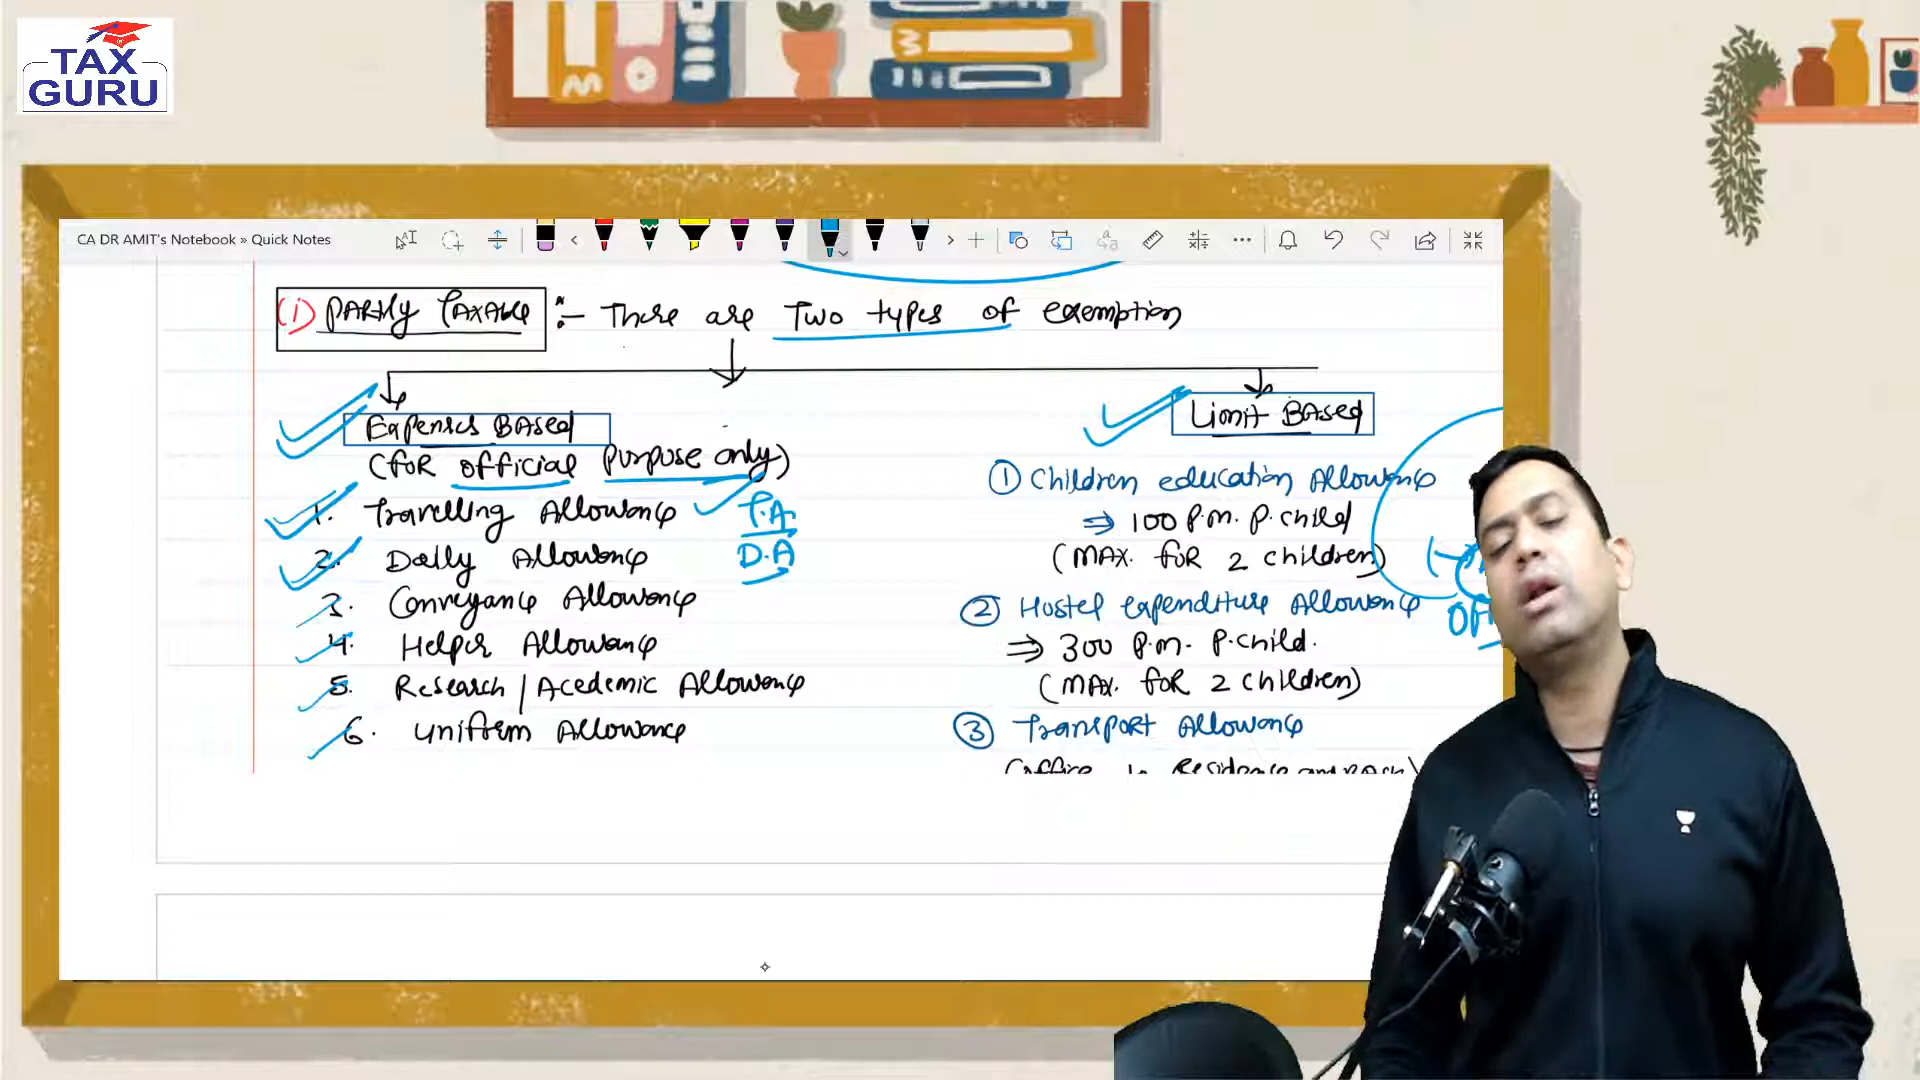 TAX
GURU
CA DR AMIT's Notebook » Quick Notes
(i) Partly Taxable :- There are Two types of exemption
Expenses Based
(for official purpose only)
1. Travelling Allowance
T.A
2. Daily Allowance
D.A
3. Conveyance Allowance
4. Helper Allowance
5. Research / Acedemic Allowance
6. Uniform Allowance
Limit Based
① Children education Allowance
⇒ 100 P.m. P. child
(MAX. for 2 children)
② Hostel expenditure Allowance
⇒ 300 P.m. P. child.
(MAX. for 2 children)
③ Transport Allowance